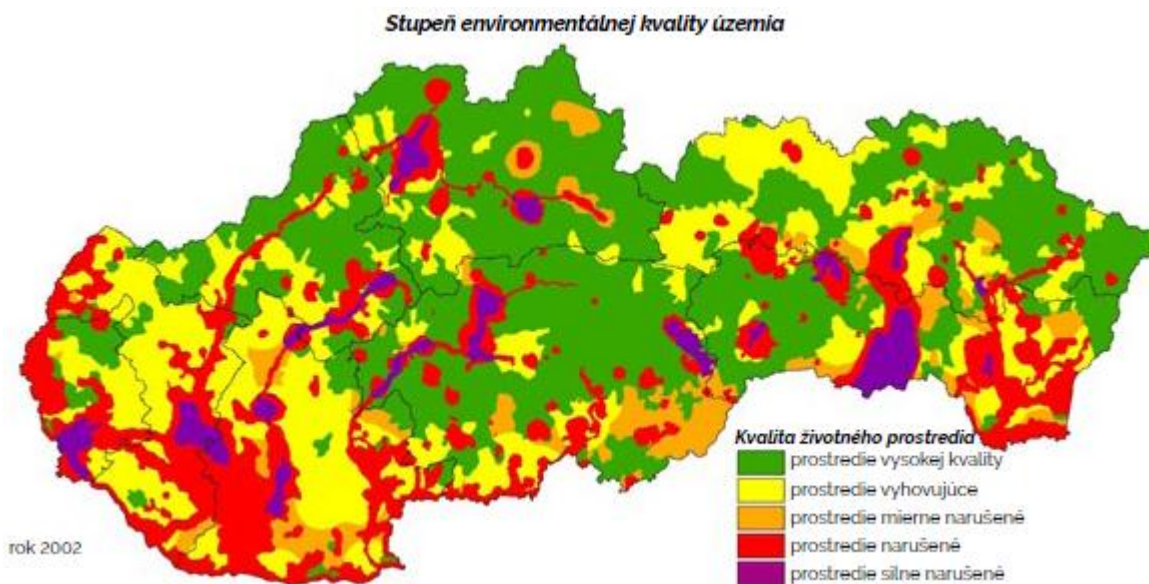 Stupeň environmentálnej kvality územia
Kvalita životného prostredia
prostredie vysokej kvality
prostredie vyhovujúce
prostredie mierne narušené
prostredie narušené
prostredie silne narušené
rok 2002